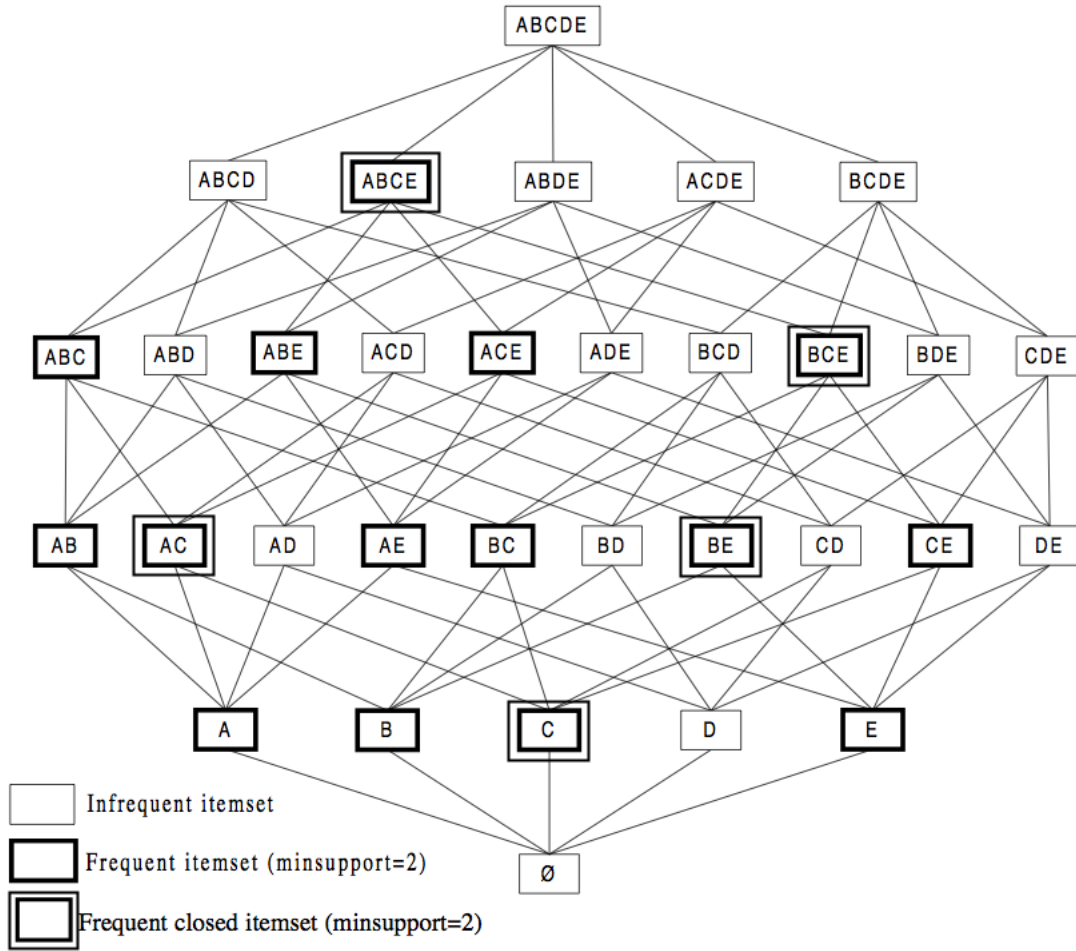 ABCDE
ABCD ABCE ABDE ACDE BCDE
ABC ABD ABE ACD ACE ADE BCD BCE BDE CDE
AB AC AD AE BC BD BE CD CE DE
A B C D E
Infrequent itemset
Ø
Frequent itemset (minsupport=2)
Frequent closed itemset (minsupport=2)